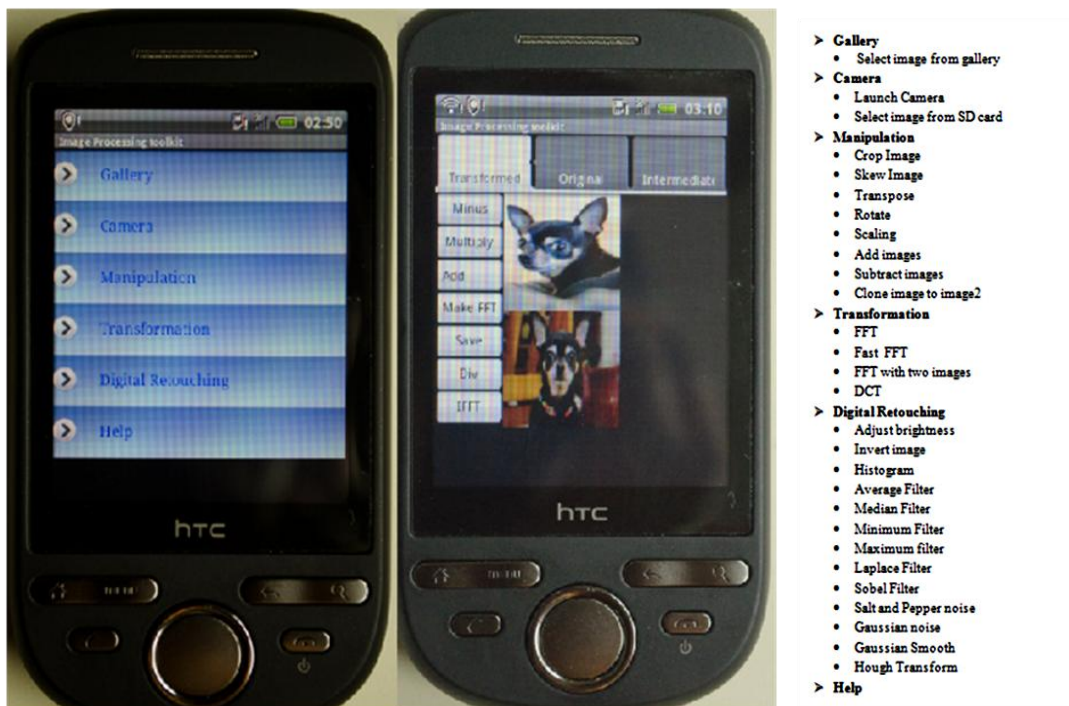 02:50
Image Processing toolkit
Gallery
Camera
Manipulation
Transformation
Digital Retouching
Help
hTC
menu
03:10
Image Processing toolkit
Transformed Original Intermediate
Minus
Multiply
Add
Make FFT
Save
Div
IFFT
hTC
menu
➤ Gallery
• Select image from gallery
➤ Camera
• Launch Camera
• Select image from SD card
➤ Manipulation
• Crop Image
• Skew Image
• Transpose
• Rotate
• Scaling
• Add images
• Subtract images
• Clone image to image2
➤ Transformation
• FFT
• Fast FFT
• FFT with two images
• DCT
➤ Digital Retouching
• Adjust brightness
• Invert image
• Histogram
• Average Filter
• Median Filter
• Minimum Filter
• Maximum filter
• Laplace Filter
• Sobel Filter
• Salt and Pepper noise
• Gaussian noise
• Gaussian Smooth
• Hough Transform
➤ Help